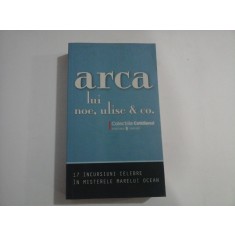 arca
lui
noe, ulise & co.
17 INCURSIUNI CELEBRE
IN MISTERELE MARELUI OCEAN